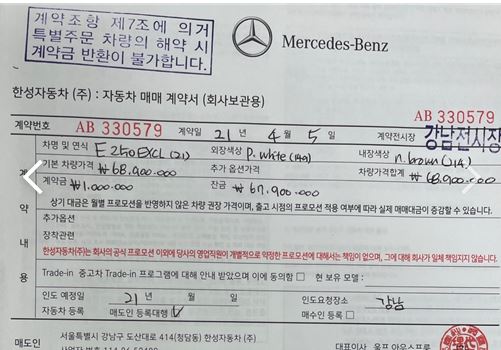 계약조항 제7조에 의거
특별주문 차량의 해약 시
계약금 반환이 불가합니다.
Mercedes-Benz
한성자동차 (주) : 자동차 매매 계약서 (회사보관용)
AB 330579
계약번호 AB 330579 계약일 21 년 4 월 5 일 계약전시장 강남전시장
차명 및 연식 E 250 EXCL (21) 외장색상 P. white (149) 내장색상 n. brown (114)
기본 차량가격 ₩68.900.000 추가 옵션가격 차량가격합계 ₩68.900.000
계약금 ₩1.000.000 잔금 ₩67.900.000
상기 대금은 월별 프로모션을 반영하지 않은 차량 권장 가격이며, 출고 시점의 프로모션 적용 여부에 따라 실제 매매대금이 증감할 수 있습니다.
계약내용
추가옵션
장착관련
한성자동차(주)는 회사의 공식 프로모션 이외에 당사의 영업직원이 개별적으로 약정한 프로모션에 대해서는 책임이 없으며, 그에 대해 회사가 일체 책임지지 않습니다.
Trade-in 중고차 Trade-in 프로그램에 대해 안내 받았으며 이에 동의함 □ 현 보유 모델 :
인도 예정일 21 년 월 일 인도요청장소 강남
자동차 등록 매도인 등록대행 ☑ 매수인 등록 □
매도인 서울특별시 강남구 도산대로 414(청담동) 한성자동차 (주)
대표이사